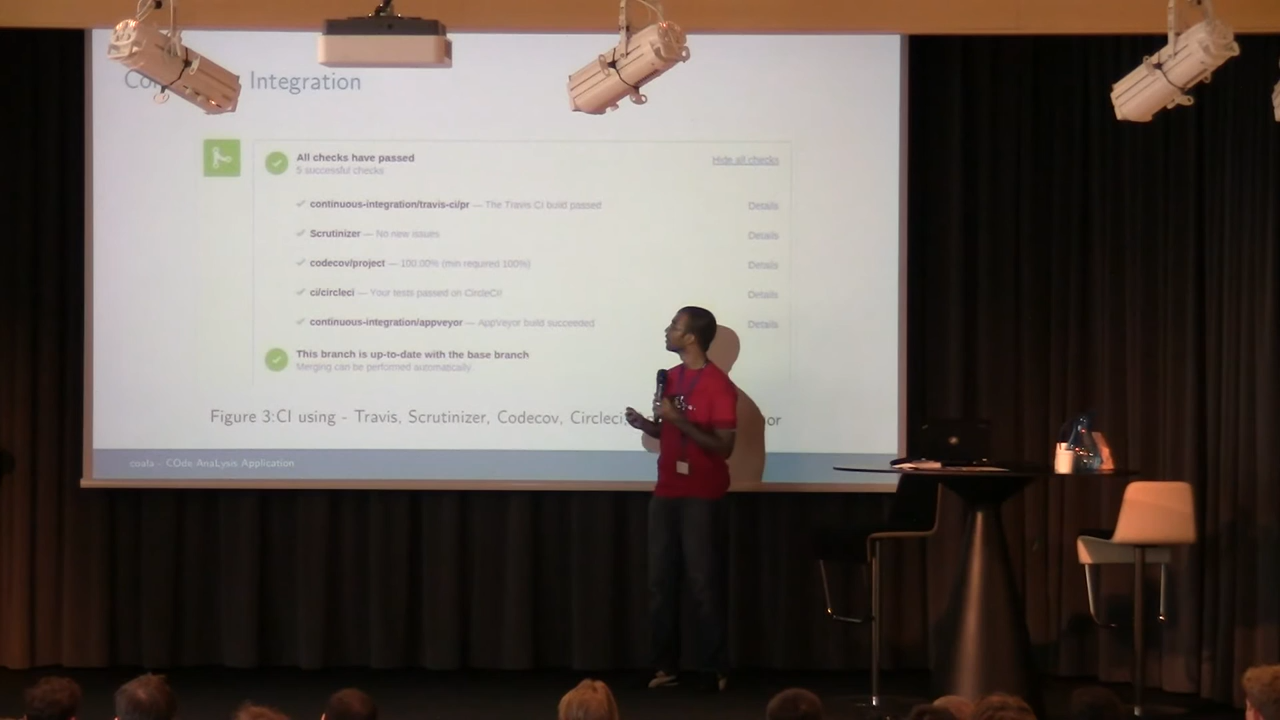 Co Integration
All checks have passed
5 successful checks
Hide all checks
continuous-integration/travis-ci/pr — The Travis CI build passed Details
Scrutinizer — No new issues Details
codecov/project — 100.00% (min required 100%) Details
ci/circleci — Your tests passed on CircleCI! Details
continuous-integration/appveyor — AppVeyor build succeeded Details
This branch is up-to-date with the base branch
Merging can be performed automatically.
Figure 3:CI using - Travis, Scrutinizer, Codecov, Circleci, or
coala - COde AnaLysis Application